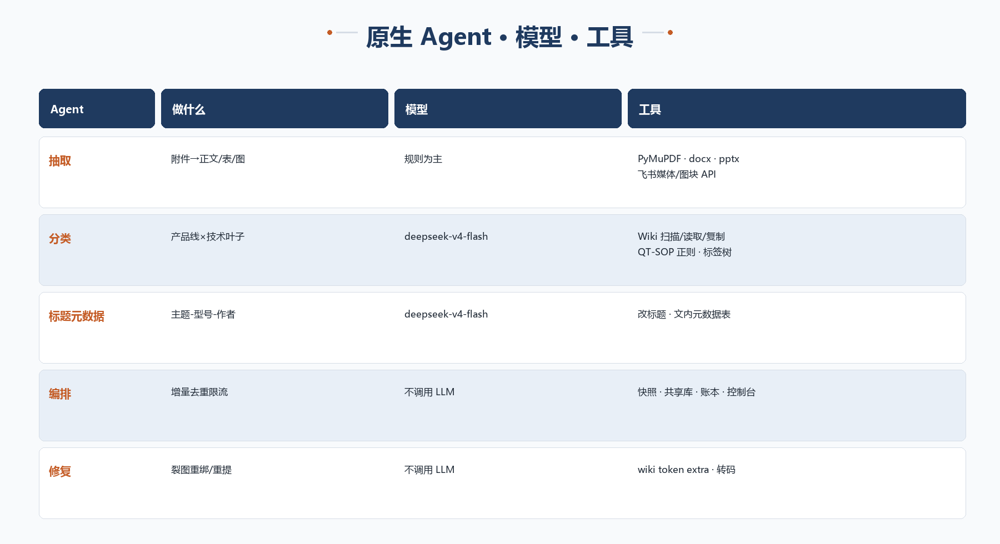 原生 Agent • 模型 • 工具
Agent
做什么
模型
工具
抽取
附件→正文/表/图
规则为主
PyMuPDF · docx · pptx
飞书媒体/图块 API
分类
产品线×技术叶子
deepseek-v4-flash
Wiki 扫描/读取/复制
QT-SOP 正则 · 标签树
标题元数据
主题-型号-作者
deepseek-v4-flash
改标题 · 文内元数据表
编排
增量去重限流
不调用 LLM
快照 · 共享库 · 账本 · 控制台
修复
裂图重绑/重提
不调用 LLM
wiki token extra · 转码